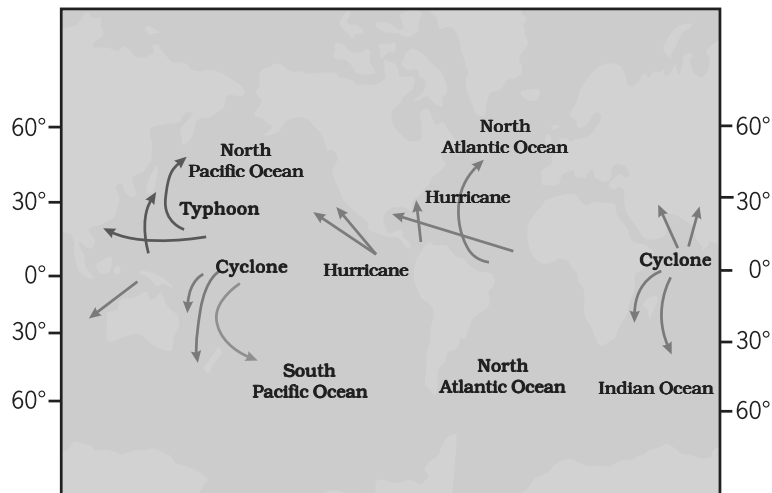 60°
30°
0°
30°
60°
North
Pacific Ocean
Typhoon
Cyclone
South
Pacific Ocean
Hurricane
North
Atlantic Ocean
Hurricane
North
Atlantic Ocean
Cyclone
Indian Ocean
60°
30°
0°
30°
60°